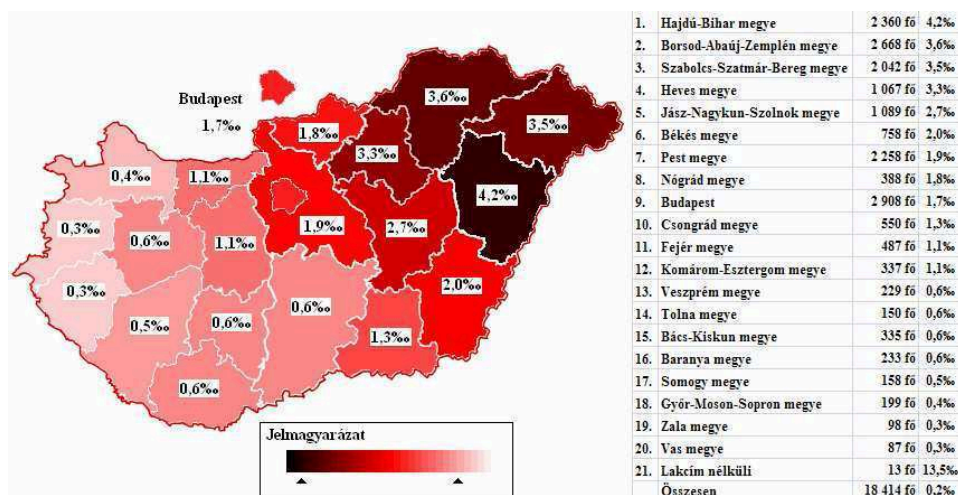 Budapest
1,7‰
3,6‰
3,5‰
1,8‰
3,3‰
4,2‰
0,4‰
1,1‰
0,3‰
0,6‰
1,1‰
1,9‰
2,7‰
0,3‰
0,5‰
0,6‰
0,6‰
2,0‰
1,3‰
0,6‰
Jelmagyarázat
1. Hajdú-Bihar megye 2 360 fő 4,2‰
2. Borsod-Abaúj-Zemplén megye 2 668 fő 3,6‰
3. Szabolcs-Szatmár-Bereg megye 2 042 fő 3,5‰
4. Heves megye 1 067 fő 3,3‰
5. Jász-Nagykun-Szolnok megye 1 089 fő 2,7‰
6. Békés megye 758 fő 2,0‰
7. Pest megye 2 258 fő 1,9‰
8. Nógrád megye 388 fő 1,8‰
9. Budapest 2 908 fő 1,7‰
10. Csongrád megye 550 fő 1,3‰
11. Fejér megye 487 fő 1,1‰
12. Komárom-Esztergom megye 337 fő 1,1‰
13. Veszprém megye 229 fő 0,6‰
14. Tolna megye 150 fő 0,6‰
15. Bács-Kiskun megye 335 fő 0,6‰
16. Baranya megye 233 fő 0,6‰
17. Somogy megye 158 fő 0,5‰
18. Győr-Moson-Sopron megye 199 fő 0,4‰
19. Zala megye 98 fő 0,3‰
20. Vas megye 87 fő 0,3‰
21. Lakcím nélküli 13 fő 13,5‰
Összesen 18 414 fő 0,2‰